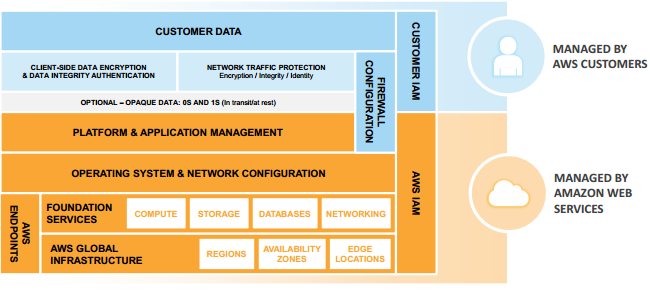 CUSTOMER DATA
CLIENT-SIDE DATA ENCRYPTION
& DATA INTEGRITY AUTHENTICATION
NETWORK TRAFFIC PROTECTION
Encryption / Integrity / Identity
OPTIONAL – OPAQUE DATA: 0S AND 1S (In transit/at rest)
FIREWALL
CONFIGURATION
CUSTOMER IAM
MANAGED BY
AWS CUSTOMERS
PLATFORM & APPLICATION MANAGEMENT
OPERATING SYSTEM & NETWORK CONFIGURATION
AWS IAM
MANAGED BY
AMAZON WEB
SERVICES
AWS
ENDPOINTS
FOUNDATION
SERVICES
COMPUTE
STORAGE
DATABASES
NETWORKING
AWS GLOBAL
INFRASTRUCTURE
REGIONS
AVAILABILITY
ZONES
EDGE
LOCATIONS